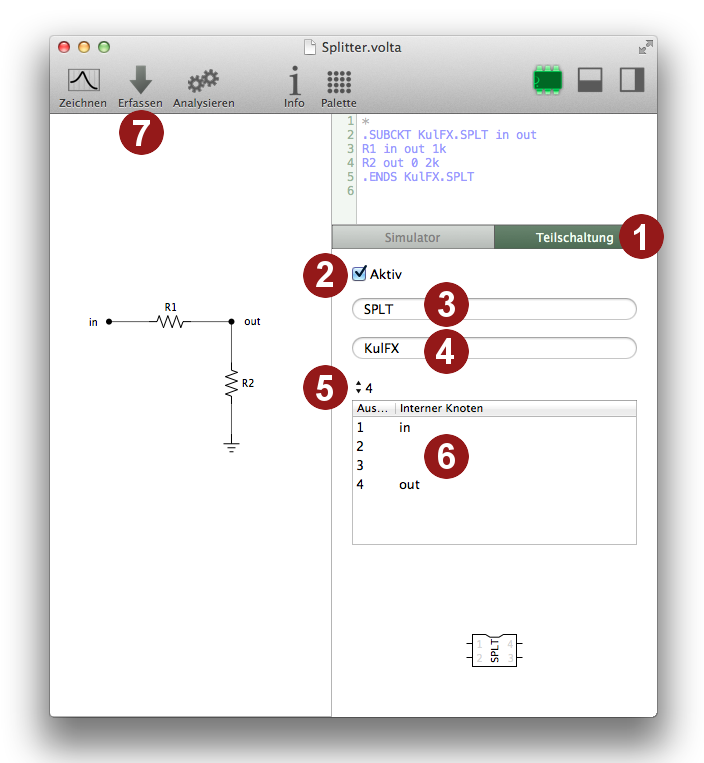 Splitter.volta
Zeichnen Erfassen Analysieren Info Palette
7
1 *
2 .SUBCKT KulFX.SPLT in out
3 R1 in out 1k
4 R2 out 0 2k
5 .ENDS KulFX.SPLT
6
Simulator Teilschaltung 1
2 Aktiv
SPLT 3
KulFX 4
5 4
Aus... Interner Knoten
1 in
2
3
4 out
6
R1
in out
R2
1 SPLT 4
2 3